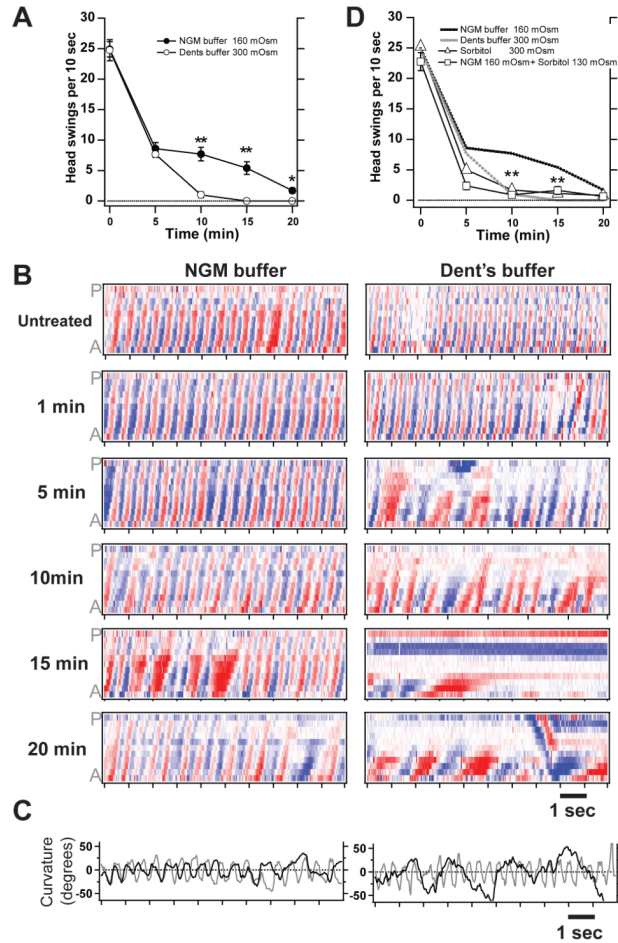 A
Head swings per 10 sec
30
25
20
15
10
5
0
NGM buffer 160 mOsm
Dents buffer 300 mOsm
**
**
*
0 5 10 15 20
Time (min)
D
Head swings per 10 sec
30
25
20
15
10
5
0
NGM buffer 160 mOsm
Dents buffer 300 mOsm
Sorbitol 300 mOsm
NGM 160 mOsm+ Sorbitol 130 mOsm
**
**
0 5 10 15 20
Time (min)
B
NGM buffer
Dent's buffer
Untreated
P
A
1 min
P
A
5 min
P
A
10min
P
A
15 min
P
A
20 min
P
A
1 sec
C
Curvature
(degrees)
50
0
-50
50
0
-50
1 sec